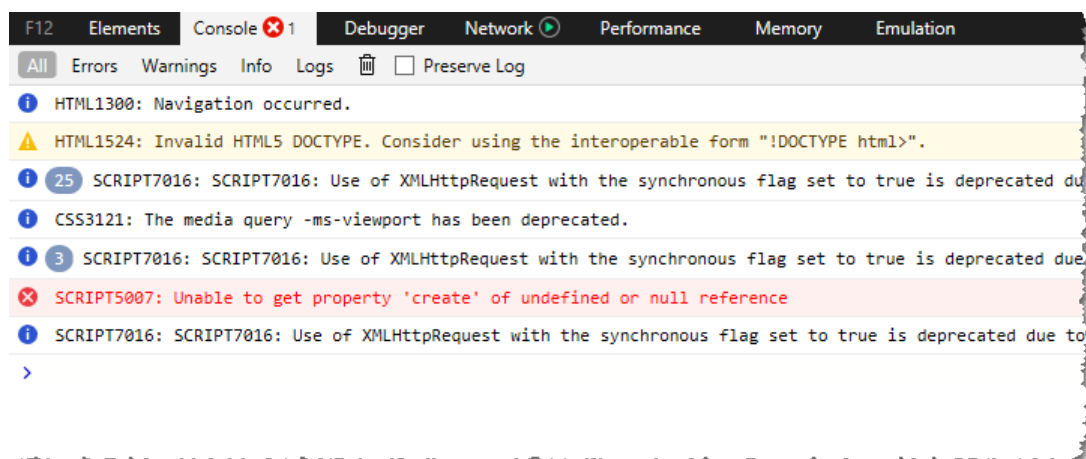 F12 Elements Console 1 Debugger Network Performance Memory Emulation
All Errors Warnings Info Logs Preserve Log
HTML1300: Navigation occurred.
HTML1524: Invalid HTML5 DOCTYPE. Consider using the interoperable form "!DOCTYPE html>".
25 SCRIPT7016: SCRIPT7016: Use of XMLHttpRequest with the synchronous flag set to true is deprecated du
CSS3121: The media query -ms-viewport has been deprecated.
3 SCRIPT7016: SCRIPT7016: Use of XMLHttpRequest with the synchronous flag set to true is deprecated due
SCRIPT5007: Unable to get property 'create' of undefined or null reference
SCRIPT7016: SCRIPT7016: Use of XMLHttpRequest with the synchronous flag set to true is deprecated due to
>